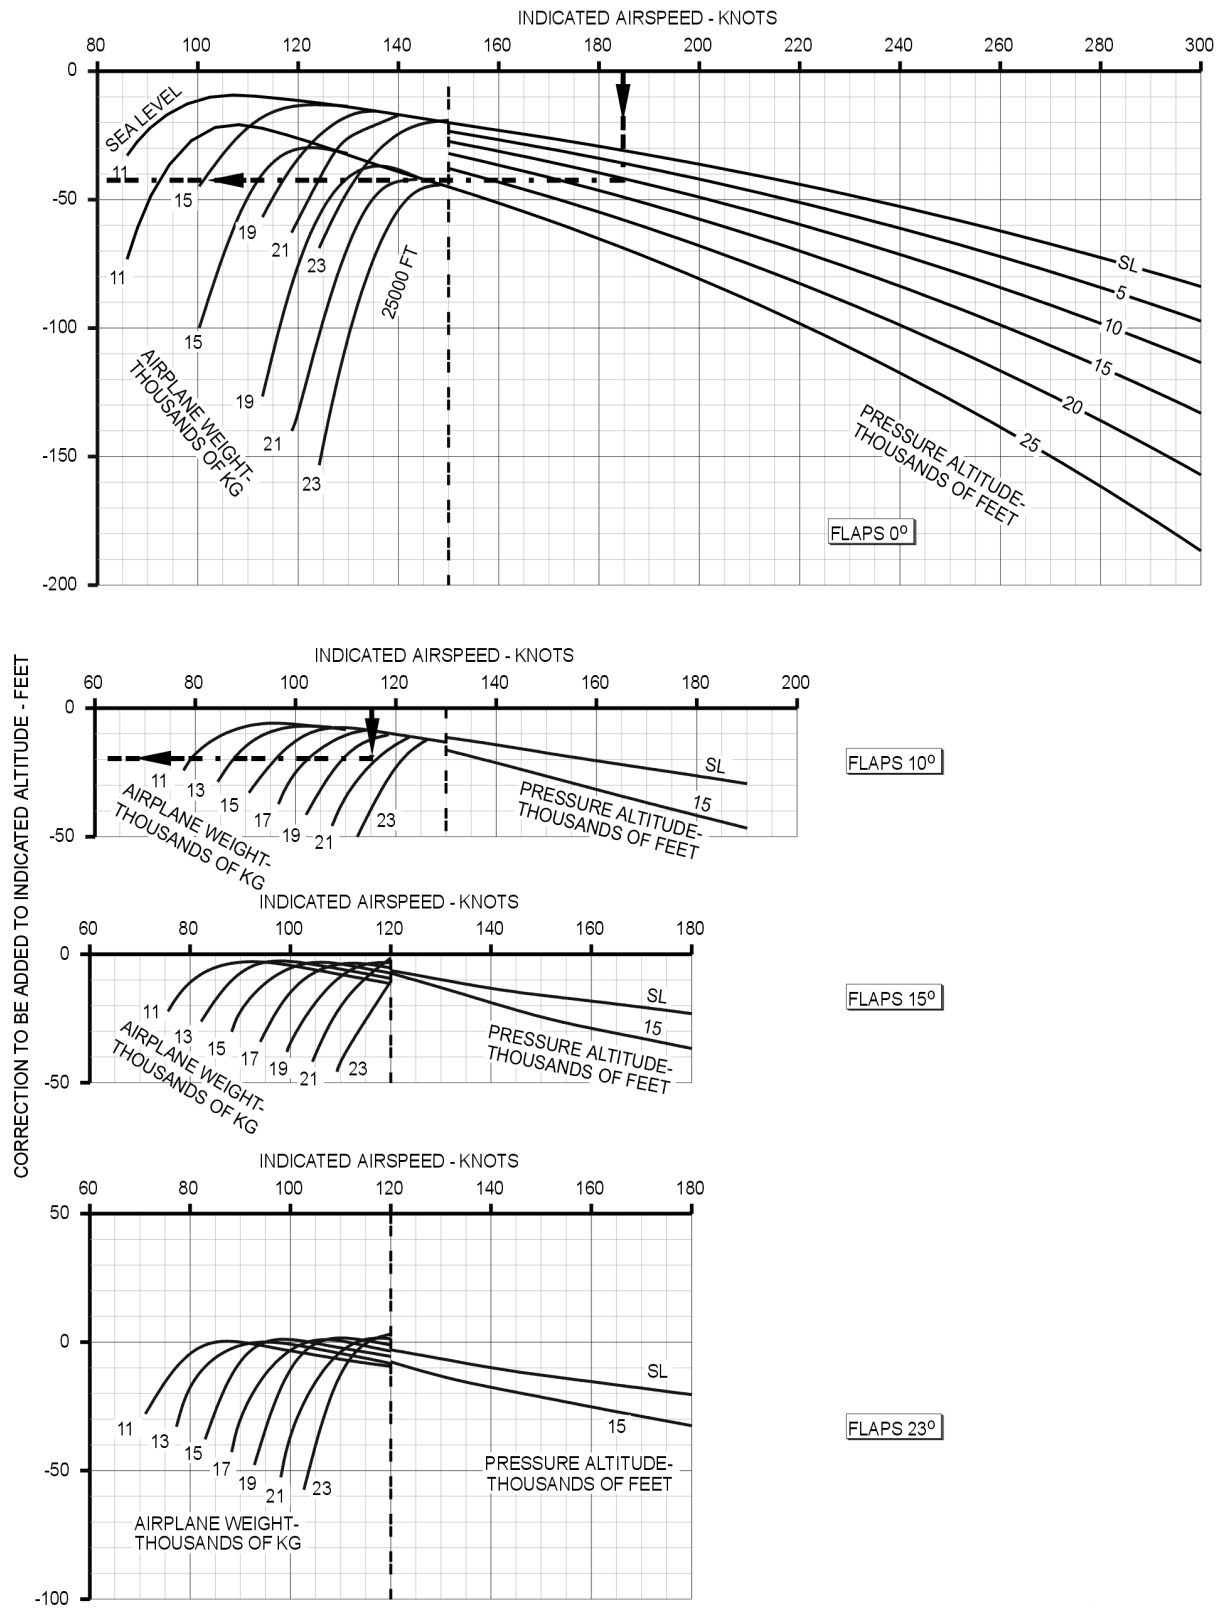 INDICATED AIRSPEED - KNOTS
80 100 120 140 160 180 200 220 240 260 280 300
0
SEA LEVEL
11
-50
15
19
21
23
11
25000 FT
SL
5
-100
10
15
AIRPLANE WEIGHT-
THOUSANDS OF KG
15
19
20
PRESSURE ALTITUDE-
THOUSANDS OF FEET
21
25
-150
23
FLAPS 0º
-200
CORRECTION TO BE ADDED TO INDICATED ALTITUDE - FEET
INDICATED AIRSPEED - KNOTS
60 80 100 120 140 160 180 200
0
SL
FLAPS 10º
11
13
15
17
19
21
23
15
AIRPLANE WEIGHT-
THOUSANDS OF KG
PRESSURE ALTITUDE-
THOUSANDS OF FEET
-50
INDICATED AIRSPEED - KNOTS
60 80 100 120 140 160 180
0
SL
FLAPS 15º
11
13
15
17
19
21
23
15
AIRPLANE WEIGHT-
THOUSANDS OF KG
PRESSURE ALTITUDE-
THOUSANDS OF FEET
-50
INDICATED AIRSPEED - KNOTS
60 80 100 120 140 160 180
50
0
SL
11
13
15
17
19
21
23
15
FLAPS 23º
PRESSURE ALTITUDE-
THOUSANDS OF FEET
-50
AIRPLANE WEIGHT-
THOUSANDS OF KG
-100